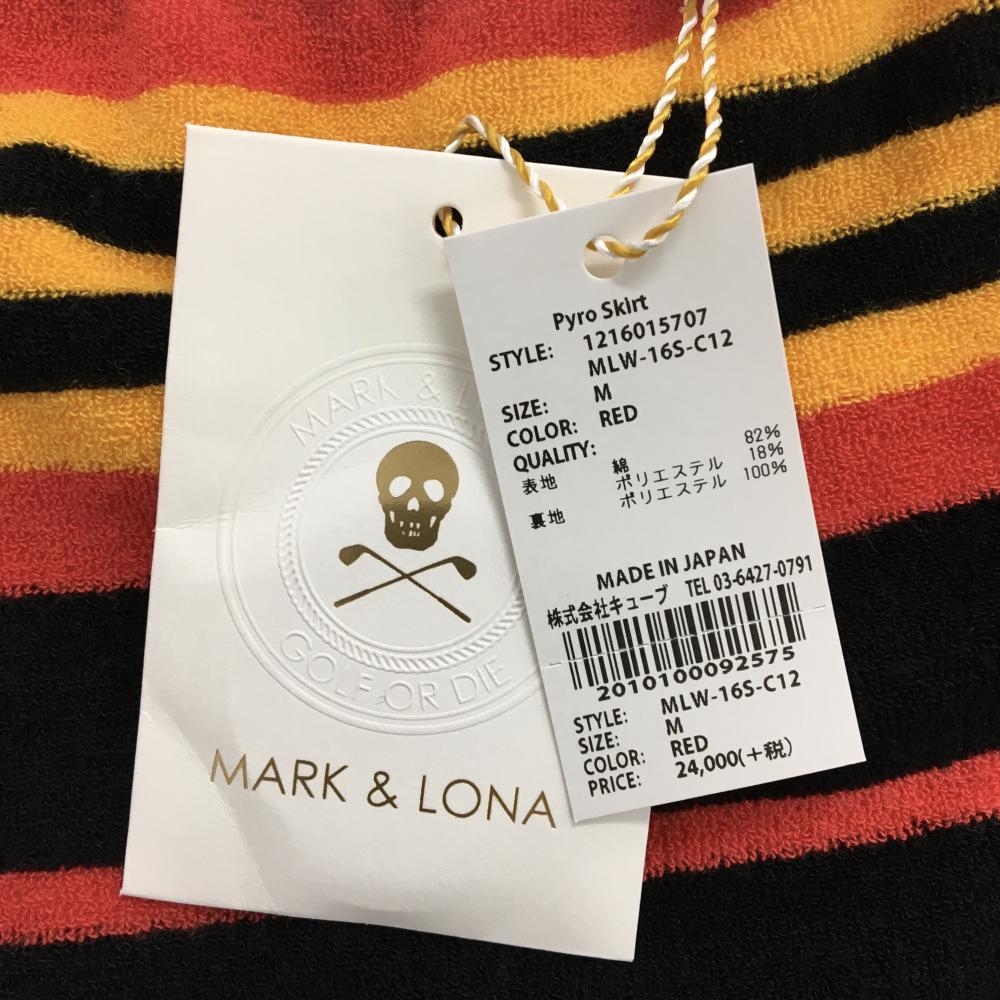 MARK &
GOLF OR DIE
MARK & LONA
Pyro Skirt
STYLE: 1216015707
MLW-16S-C12
SIZE: M
COLOR: RED
QUALITY:
表地 綿 82%
ポリエステル 18%
裏地 ポリエステル 100%
MADE IN JAPAN
株式会社キューブ TEL 03-6427-0791
2010100092575
STYLE: MLW-16S-C12
SIZE: M
COLOR: RED
PRICE: 24,000(+税)